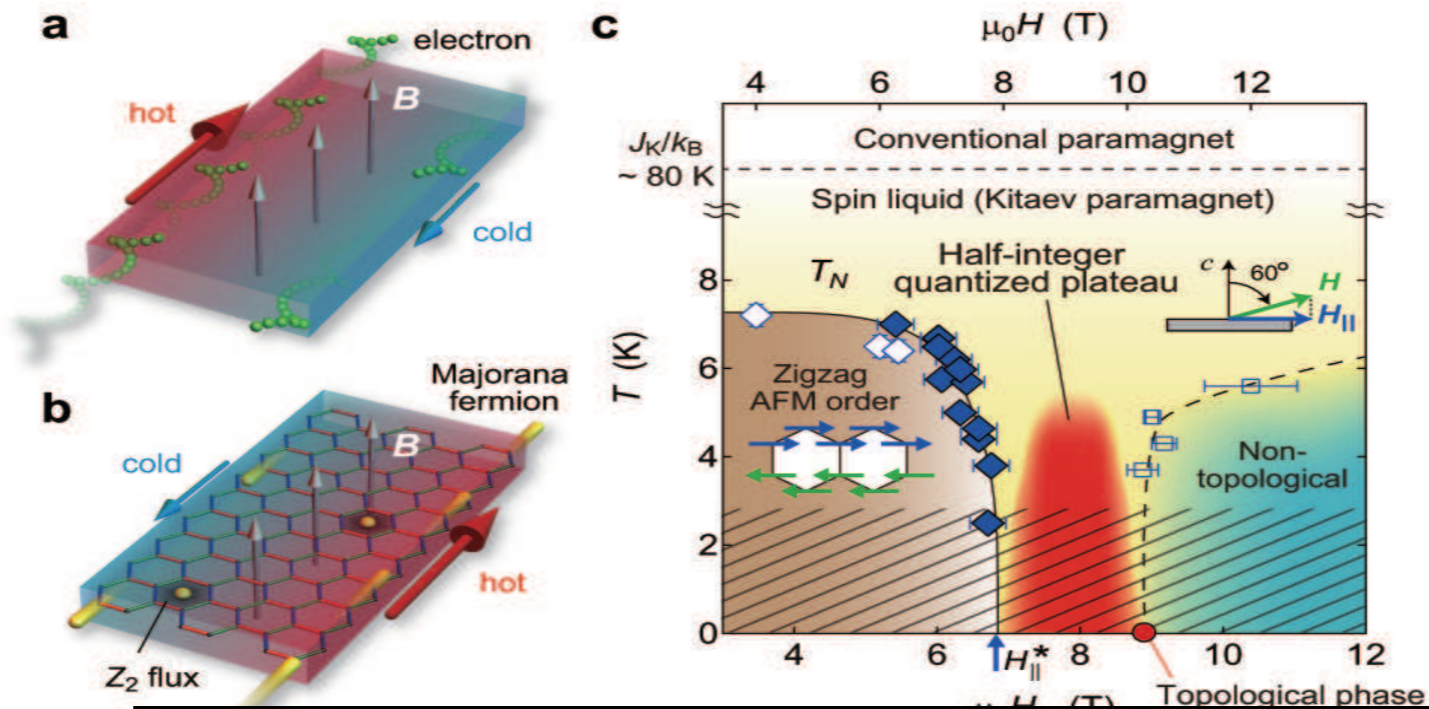 a
electron
hot
B
cold
b
Majorana
fermion
cold
B
hot
Z2 flux
c
μ0H (T)
4 6 8 10 12
Conventional paramagnet
JK/kB
~ 80 K
Spin liquid (Kitaev paramagnet)
Half-integer
quantized plateau
TN
c
60°
H
H||
T (K)
8
6
4
2
0
Zigzag
AFM order
Non-
topological
4 6 8 10 12
H||*
Topological phase